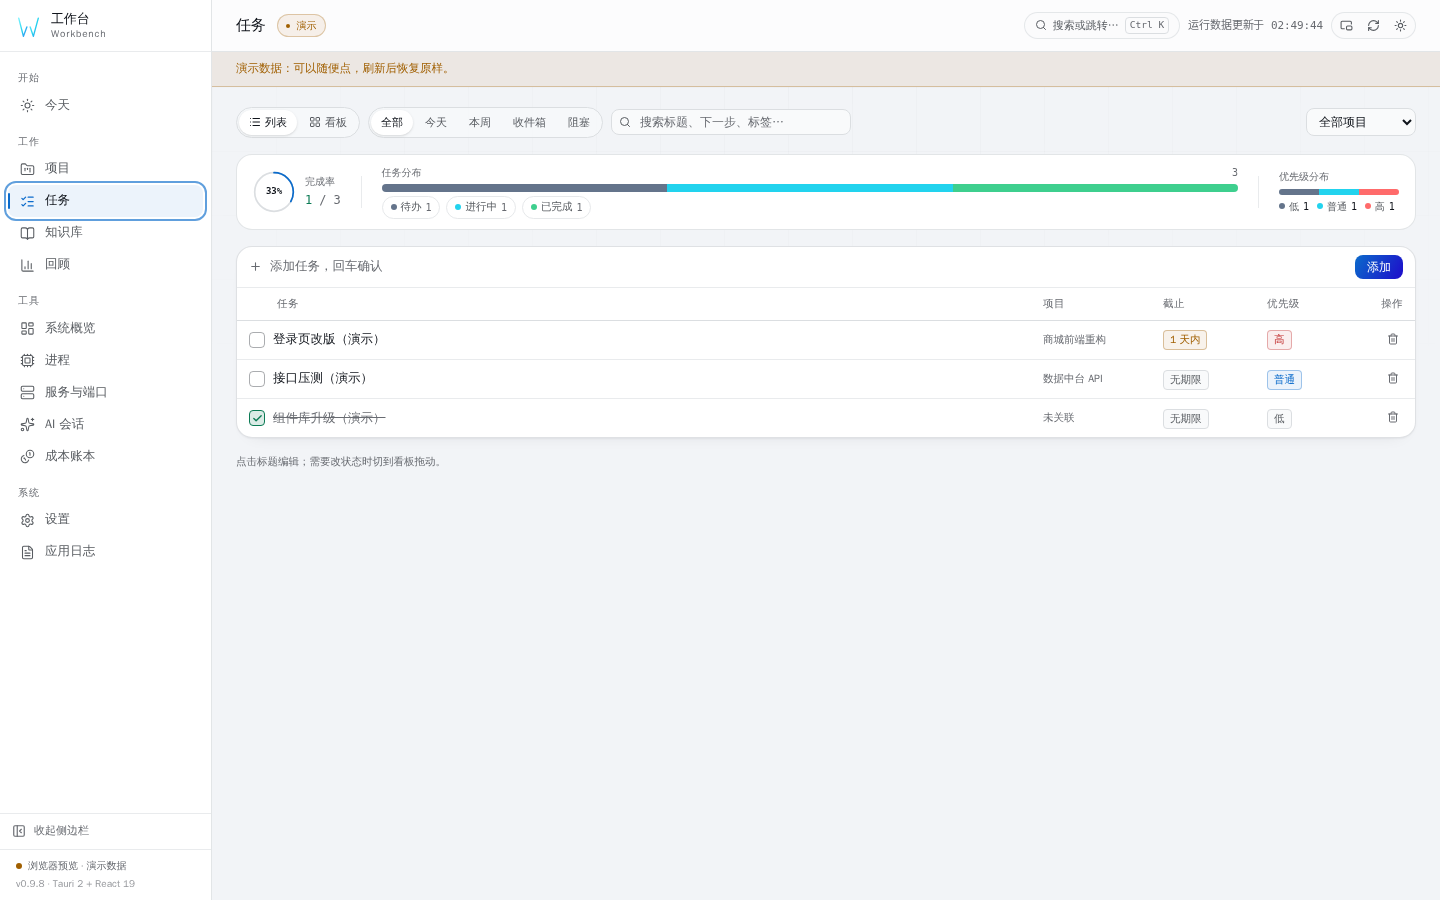 工作台
Workbench
开始
今天
工作
项目
任务
知识库
回顾
工具
系统概览
进程
服务与端口
AI 会话
成本账本
系统
设置
应用日志
收起侧边栏
浏览器预览 · 演示数据
v0.9.8 · Tauri 2 + React 19
任务 演示 搜索或跳转… Ctrl K 运行数据更新于 02:49:44
演示数据：可以随便点，刷新后恢复原样。
列表 看板 全部 今天 本周 收件箱 阻塞 搜索标题、下一步、标签… 全部项目
33% 完成率 1 / 3
任务分布 3
待办 1 进行中 1 已完成 1
优先级分布
低 1 普通 1 高 1
添加任务，回车确认 添加
任务 项目 截止 优先级 操作
登录页改版（演示） 商城前端重构 1 天内 高
接口压测（演示） 数据中台 API 无期限 普通
组件库升级（演示） 未关联 无期限 低
点击标题编辑；需要改状态时切到看板拖动。